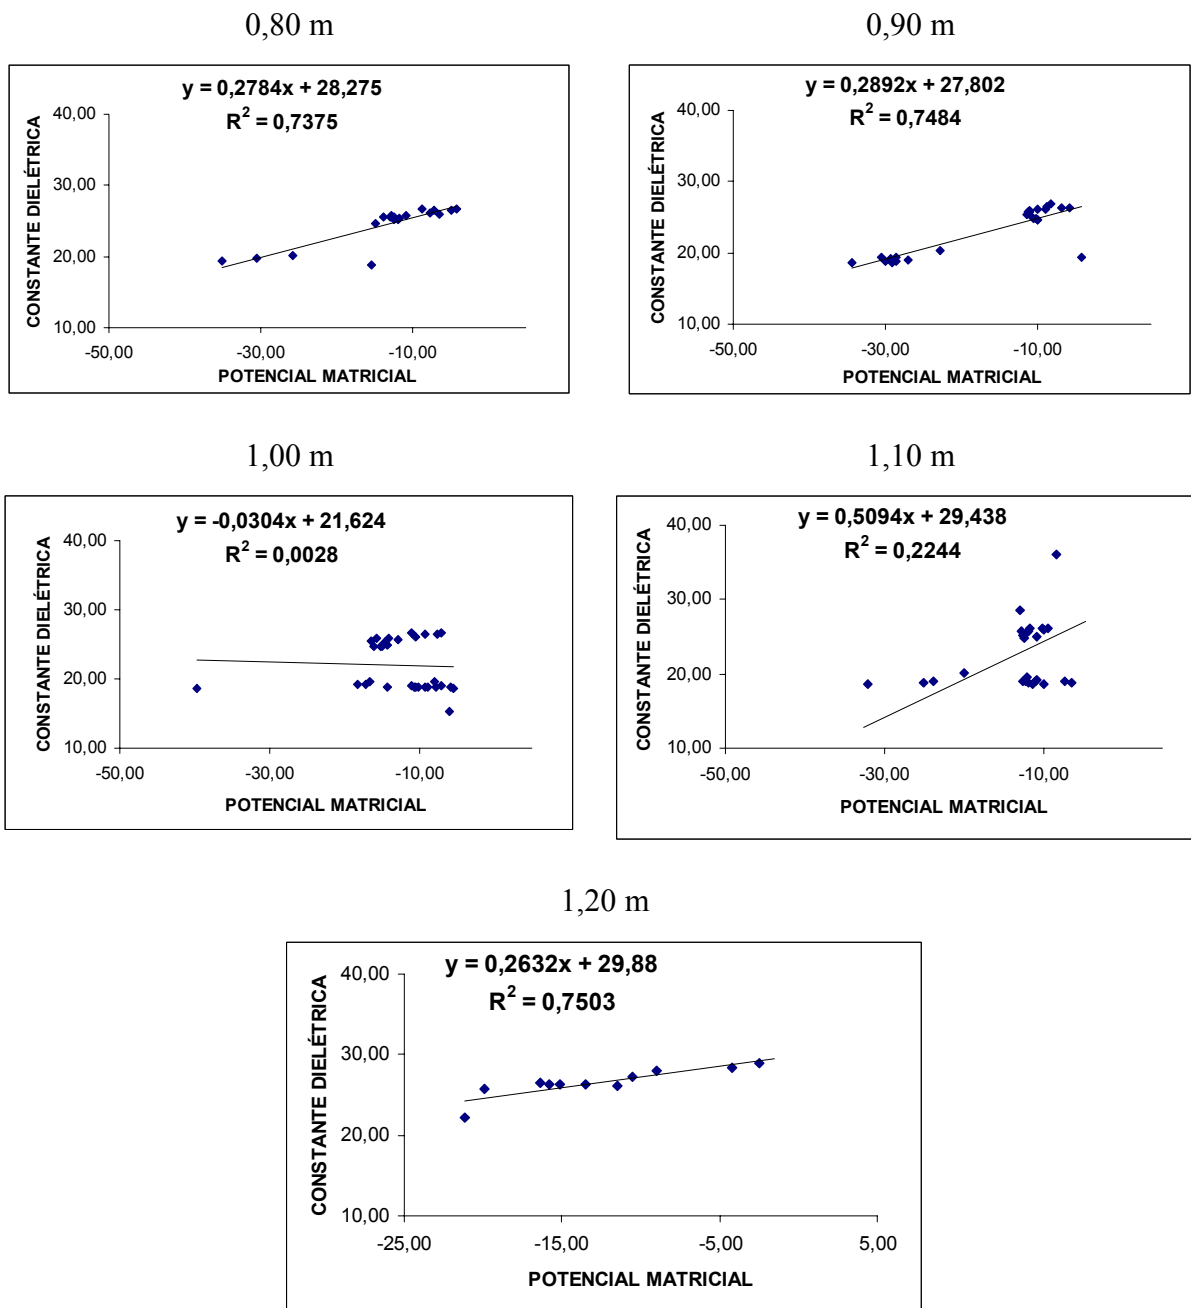 0,80 m
y = 0,2784x + 28,275
R² = 0,7375
CONSTANTE DIELÉTRICA
40,00
30,00
20,00
10,00
-50,00 -30,00 -10,00
POTENCIAL MATRICIAL
0,90 m
y = 0,2892x + 27,802
R² = 0,7484
CONSTANTE DIELÉTRICA
40,00
30,00
20,00
10,00
-50,00 -30,00 -10,00
POTENCIAL MATRICIAL
1,00 m
y = -0,0304x + 21,624
R² = 0,0028
CONSTANTE DIELÉTRICA
40,00
30,00
20,00
10,00
-50,00 -30,00 -10,00
POTENCIAL MATRICIAL
1,10 m
y = 0,5094x + 29,438
R² = 0,2244
CONSTANTE DIELÉTRICA
40,00
30,00
20,00
10,00
-50,00 -30,00 -10,00
POTENCIAL MATRICIAL
1,20 m
y = 0,2632x + 29,88
R² = 0,7503
CONSTANTE DIELÉTRICA
40,00
30,00
20,00
10,00
-25,00 -15,00 -5,00 5,00
POTENCIAL MATRICIAL